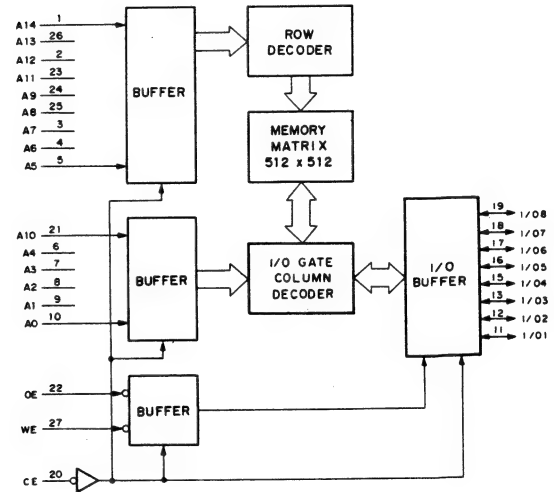 A14 1
A13 26
A12 2
A11 23
A9 24
A8 25
A7 3
A6 4
A5 5
BUFFER
ROW
DECODER
MEMORY
MATRIX
512 x 512
A10 21
A4 6
A3 7
A2 8
A1 9
A0 10
BUFFER
I/O GATE
COLUMN
DECODER
I/O
BUFFER
19 I/O8
18 I/O7
17 I/O6
16 I/O5
15 I/O4
13 I/O3
12 I/O2
11 I/O1
OE 22
WE 27
BUFFER
CE 20